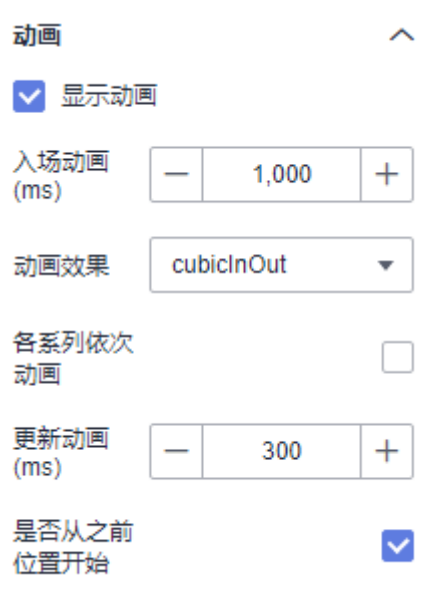 动画
显示动画
入场动画
(ms)
1,000
动画效果
cubicInOut
各系列依次
动画
更新动画
(ms)
300
是否从之前
位置开始